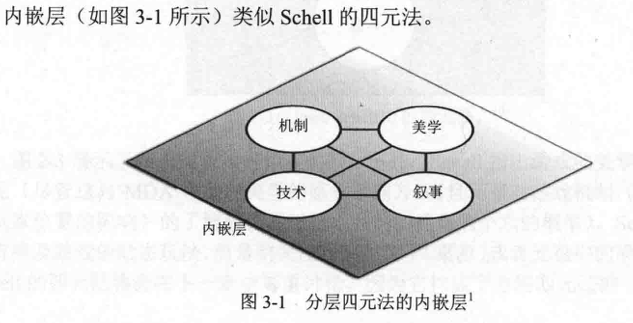 内嵌层（如图 3-1 所示）类似 Schell 的四元法。
机制
美学
技术
叙事
内嵌层
图 3-1 分层四元法的内嵌层¹